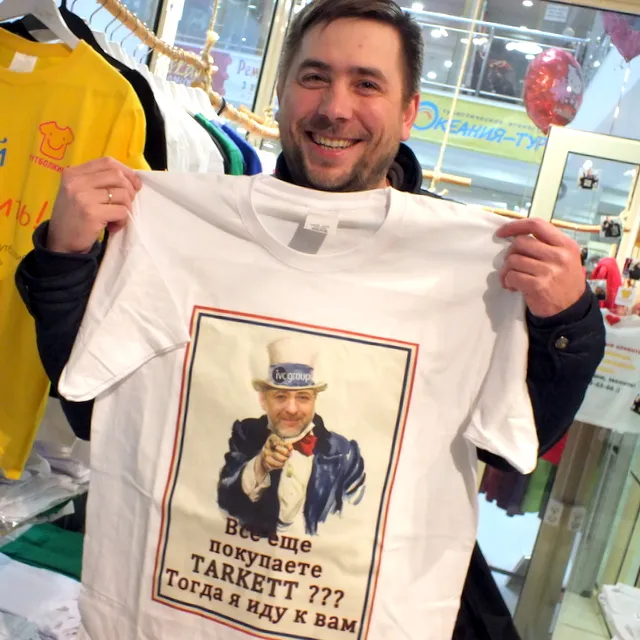 ОКЕАНИЯ-ТУР
ivc group
Все еще
покупаете
TARKETT ???
Тогда я иду к вам